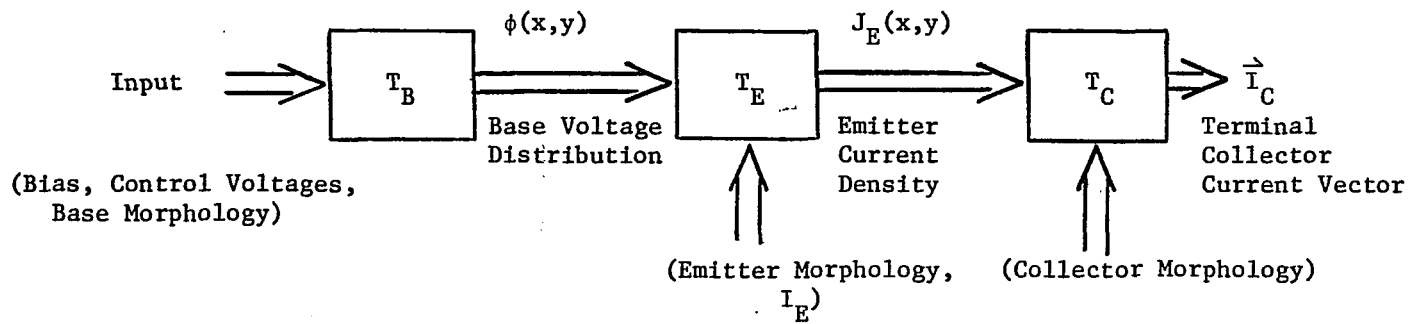 ϕ(x,y)
J_E(x,y)
Input
T_B
T_E
T_C
I⃗_C
Base Voltage
Distribution
Emitter
Current
Density
Terminal
Collector
Current Vector
(Bias, Control Voltages,
Base Morphology)
(Emitter Morphology,
I_E)
(Collector Morphology)